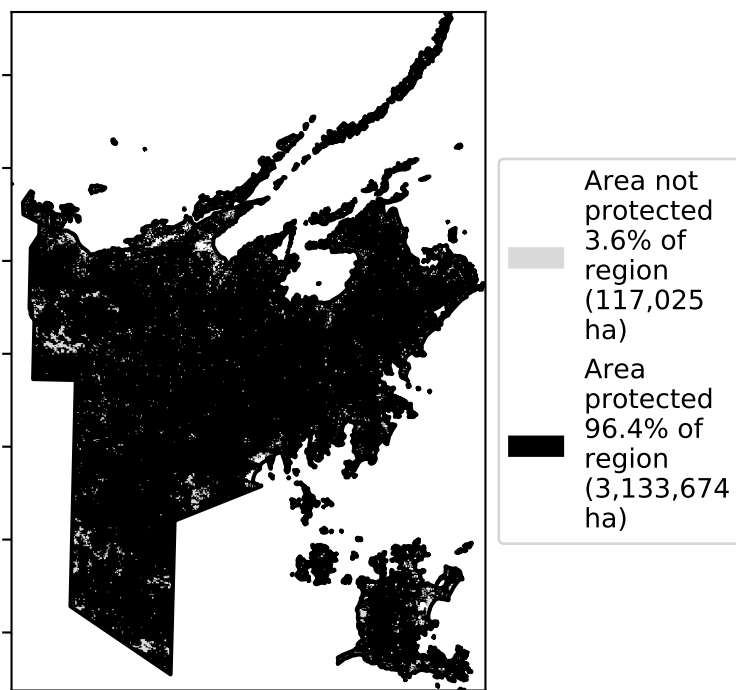 Area not
protected
3.6% of
region
(117,025
ha)
Area
protected
96.4% of
region
(3,133,674
ha)